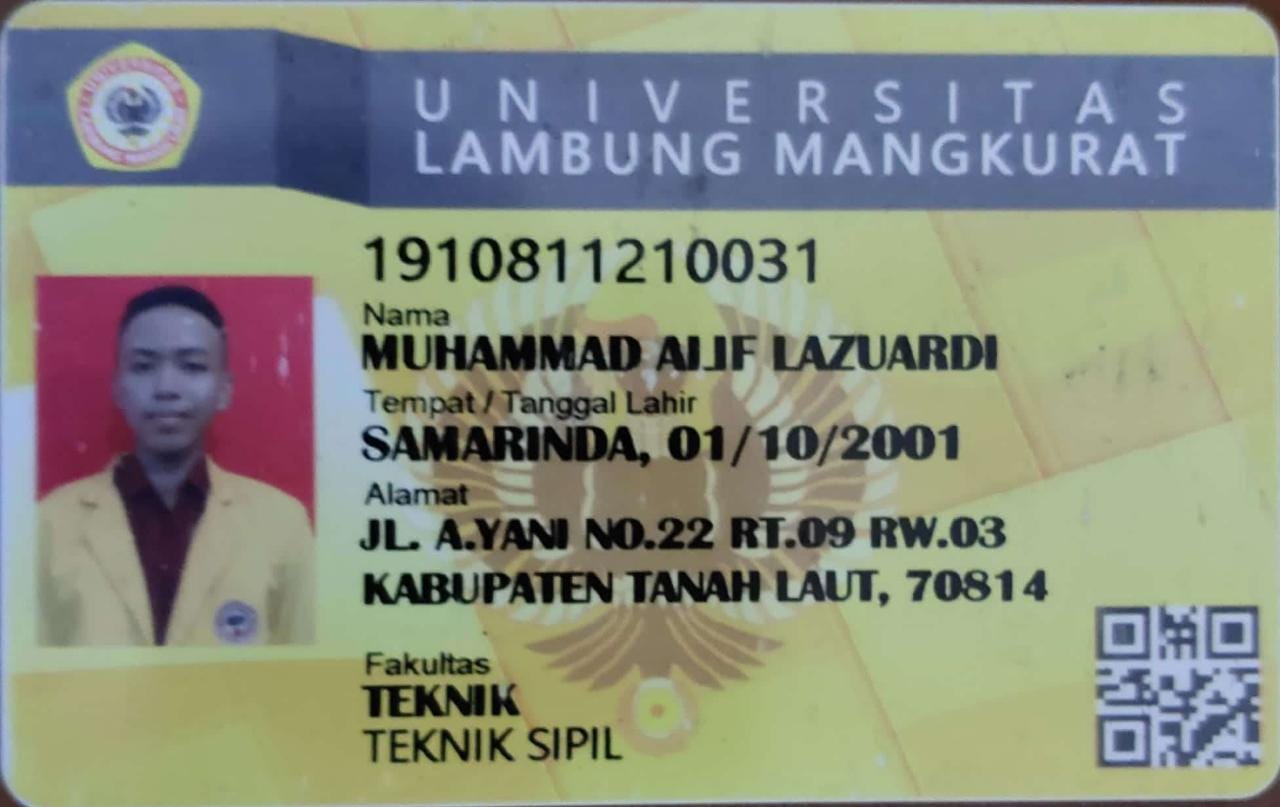 UNIVERSITAS
LAMBUNG MANGKURAT
1910811210031
Nama
MUHAMMAD ALIF LAZUARDI
Tempat / Tanggal Lahir
SAMARINDA, 01/10/2001
Alamat
JL. A.YANI NO.22 RT.09 RW.03
KABUPATEN TANAH LAUT, 70814
Fakultas
TEKNIK
TEKNIK SIPIL